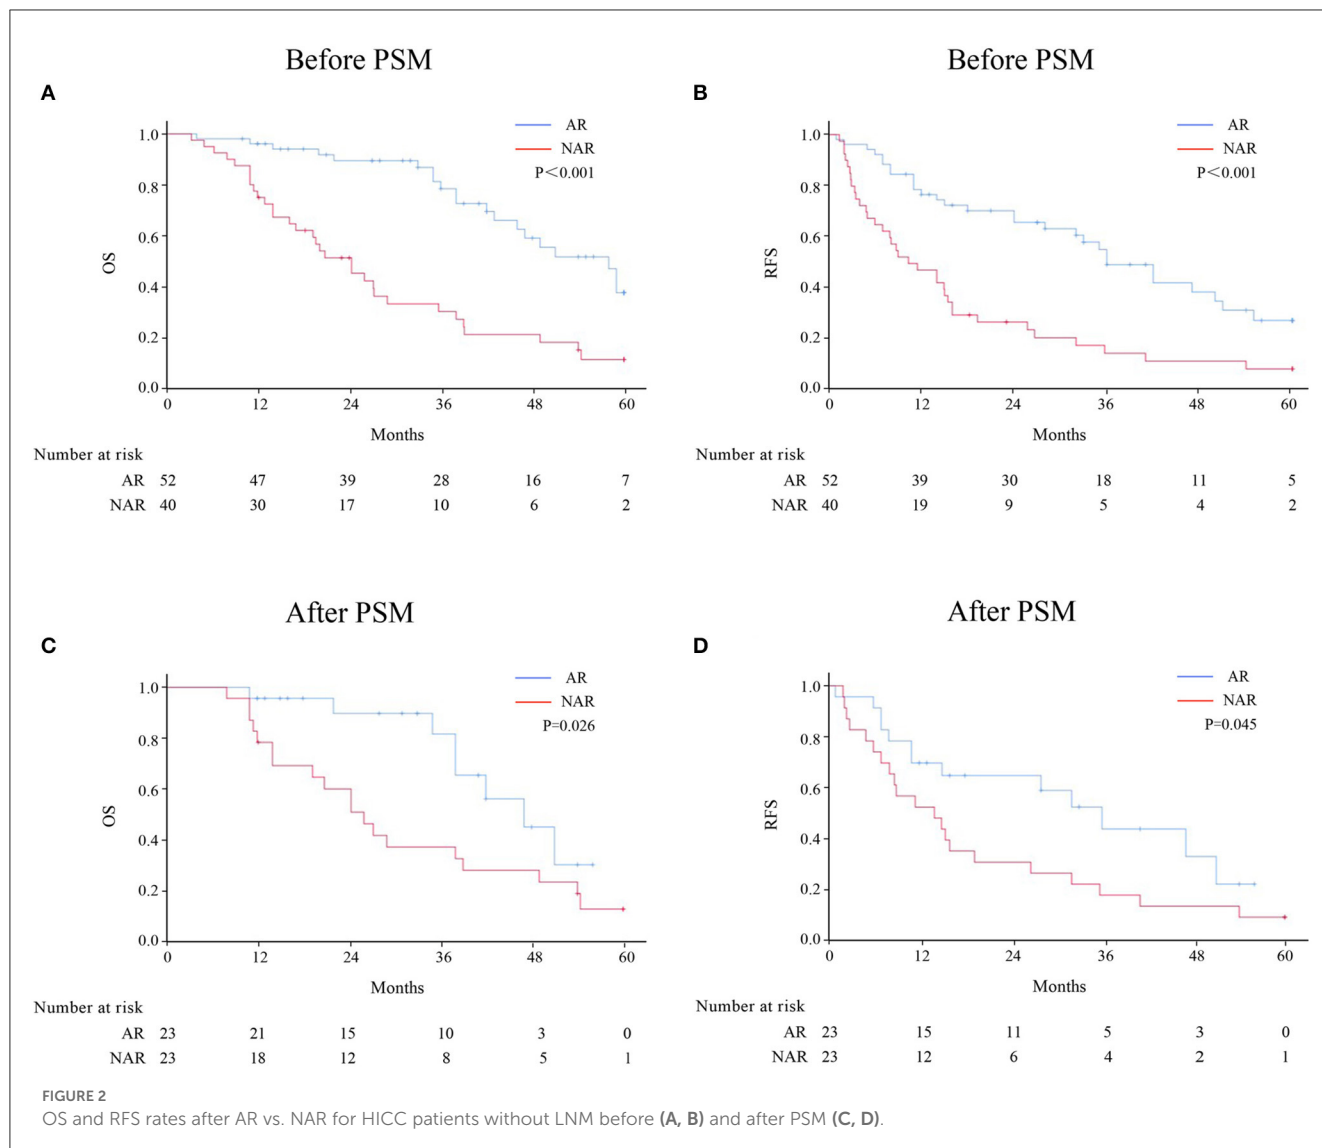 Before PSM
A
1.0
0.8
0.6
0.4
0.2
0.0
OS
AR
NAR
P<0.001
0 12 24 36 48 60
Months
Number at risk
AR 52 47 39 28 16 7
NAR 40 30 17 10 6 2
Before PSM
B
1.0
0.8
0.6
0.4
0.2
0.0
RFS
AR
NAR
P<0.001
0 12 24 36 48 60
Months
Number at risk
AR 52 39 30 18 11 5
NAR 40 19 9 5 4 2
After PSM
C
1.0
0.8
0.6
0.4
0.2
0.0
OS
AR
NAR
P=0.026
0 12 24 36 48 60
Months
Number at risk
AR 23 21 15 10 3 0
NAR 23 18 12 8 5 1
After PSM
D
1.0
0.8
0.6
0.4
0.2
0.0
RFS
AR
NAR
P=0.045
0 12 24 36 48 60
Months
Number at risk
AR 23 15 11 5 3 0
NAR 23 12 6 4 2 1
FIGURE 2
OS and RFS rates after AR vs. NAR for HICC patients without LNM before (A, B) and after PSM (C, D).